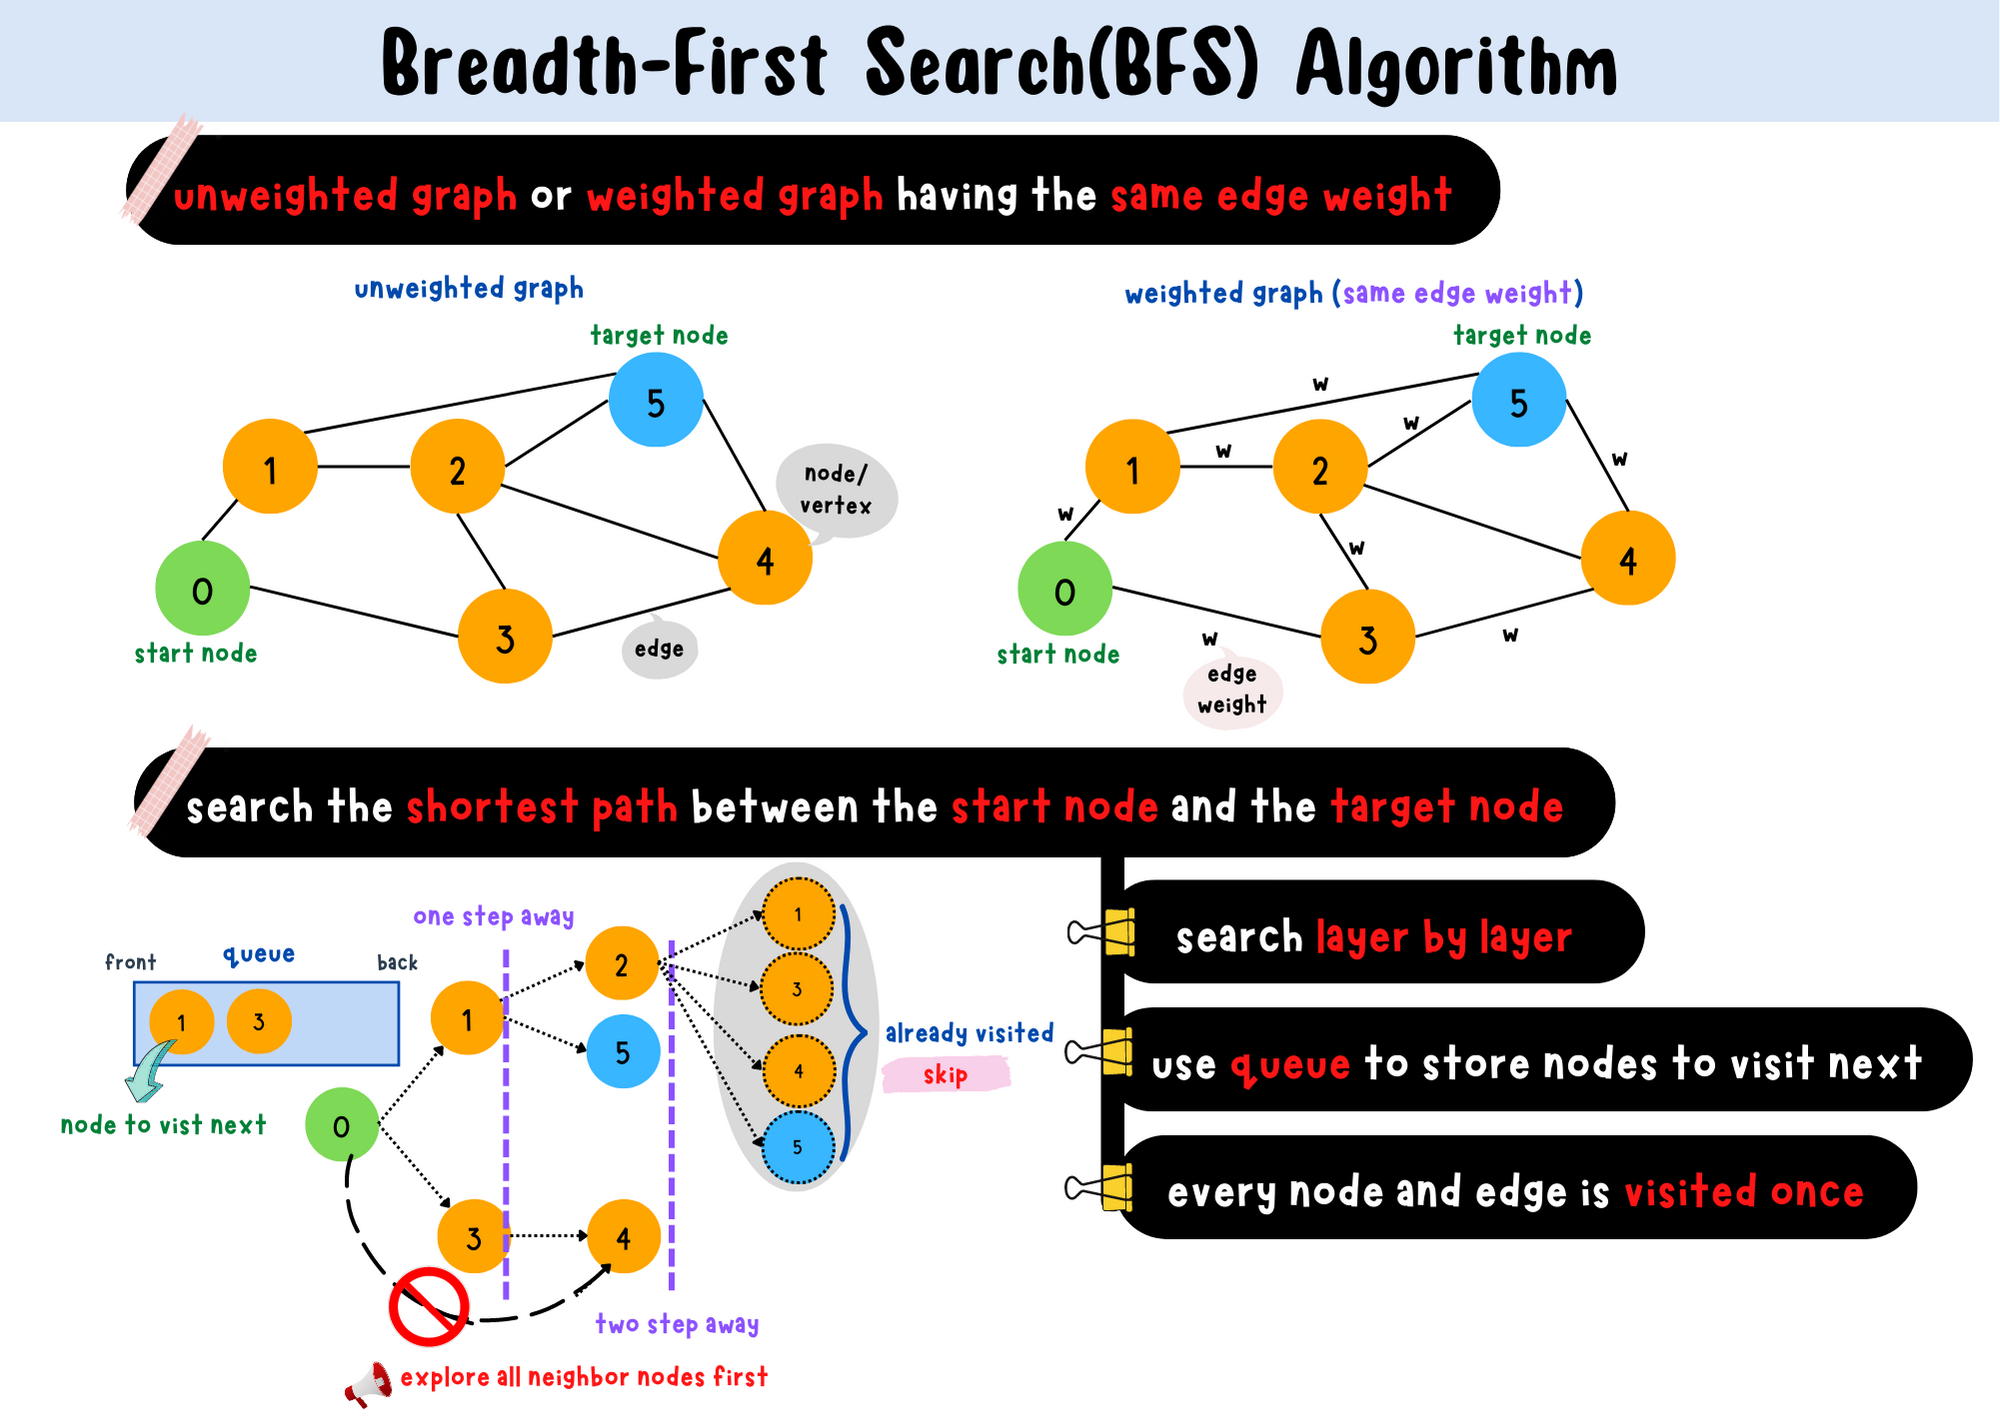 Breadth-First Search(BFS) Algorithm
unweighted graph or weighted graph having the same edge weight
unweighted graph
target node
5
1
2
node/
vertex
4
0
3
start node
edge
weighted graph (same edge weight)
target node
w
5
w
1
w
2
w
w
w
4
0
3
start node
w
w
edge
weight
search the shortest path between the start node and the target node
one step away
front
queue
back
1
3
node to vist next
0
1
3
2
5
4
1
3
4
5
already visited
skip
two step away
explore all neighbor nodes first
search layer by layer
use queue to store nodes to visit next
every node and edge is visited once